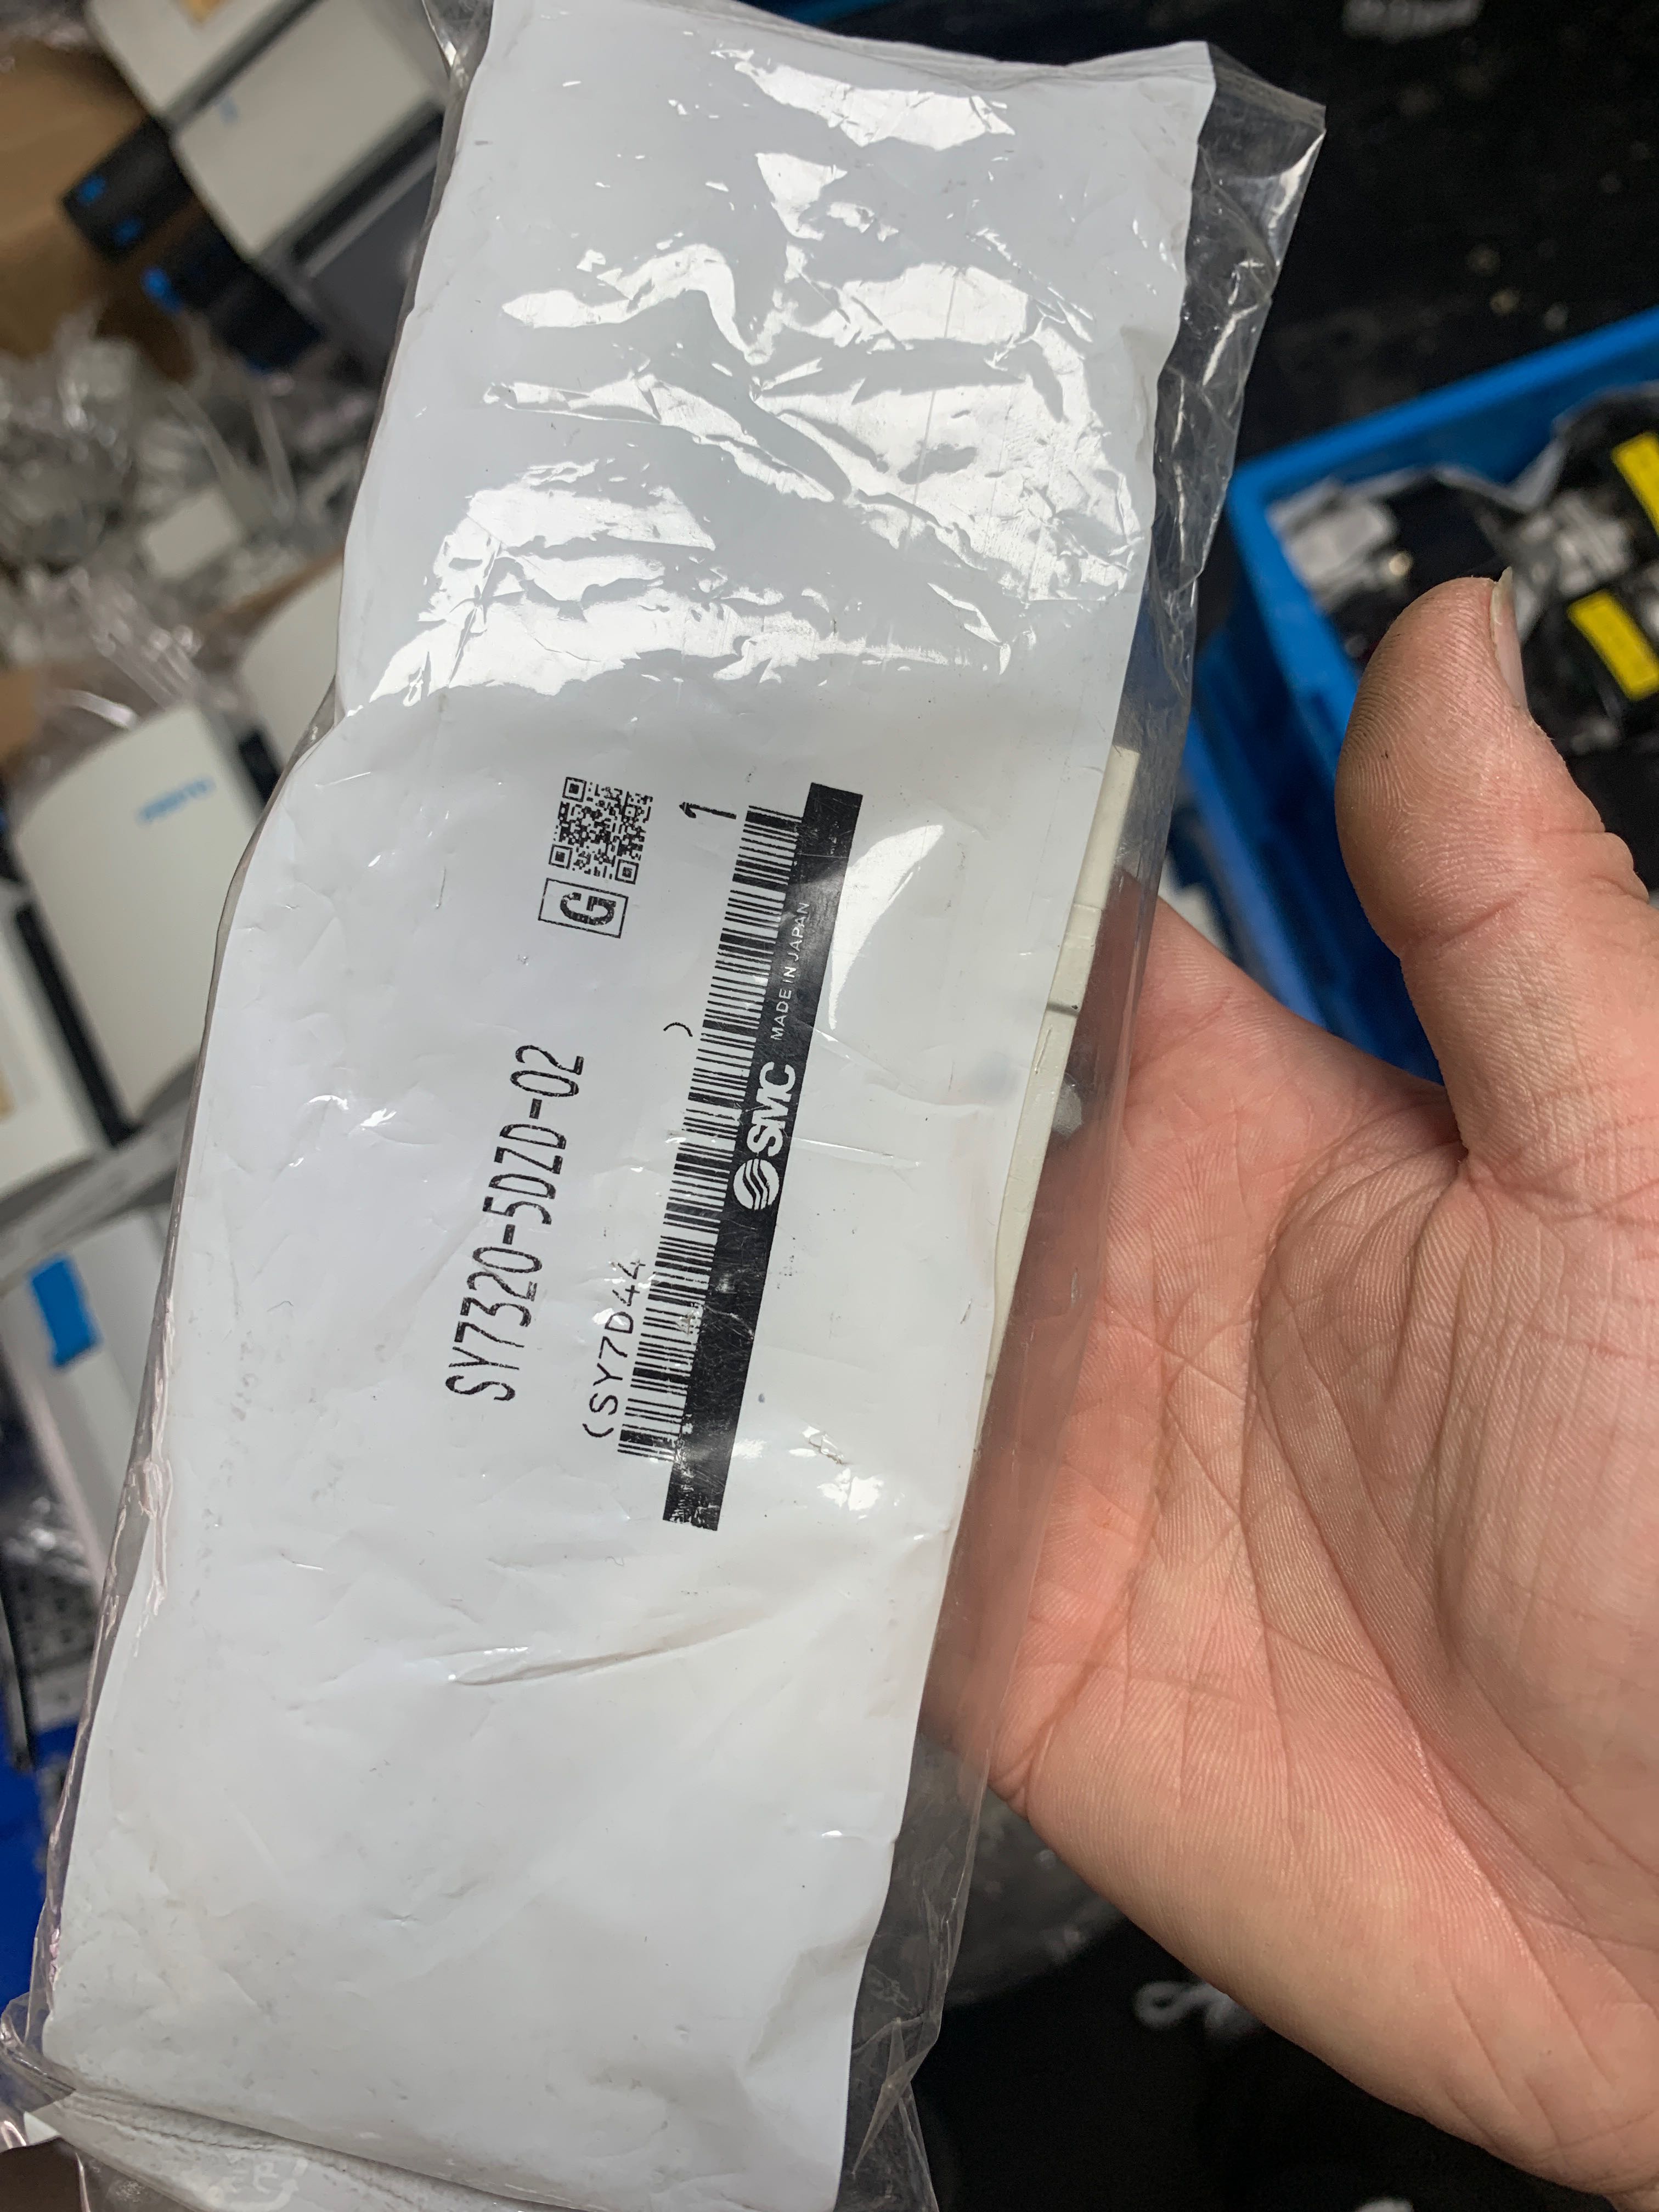 SY7320-5DZD-02
G
(SY7D44 )
1
SMC MADE IN JAPAN